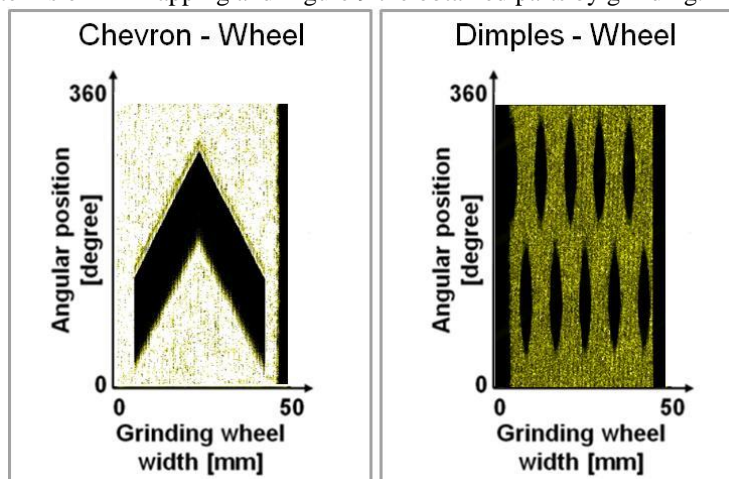 Chevron - Wheel
360
Angular position
[degree]
0
0 50
Grinding wheel
width [mm]
Dimples - Wheel
360
Angular position
[degree]
0
0 50
Grinding wheel
width [mm]